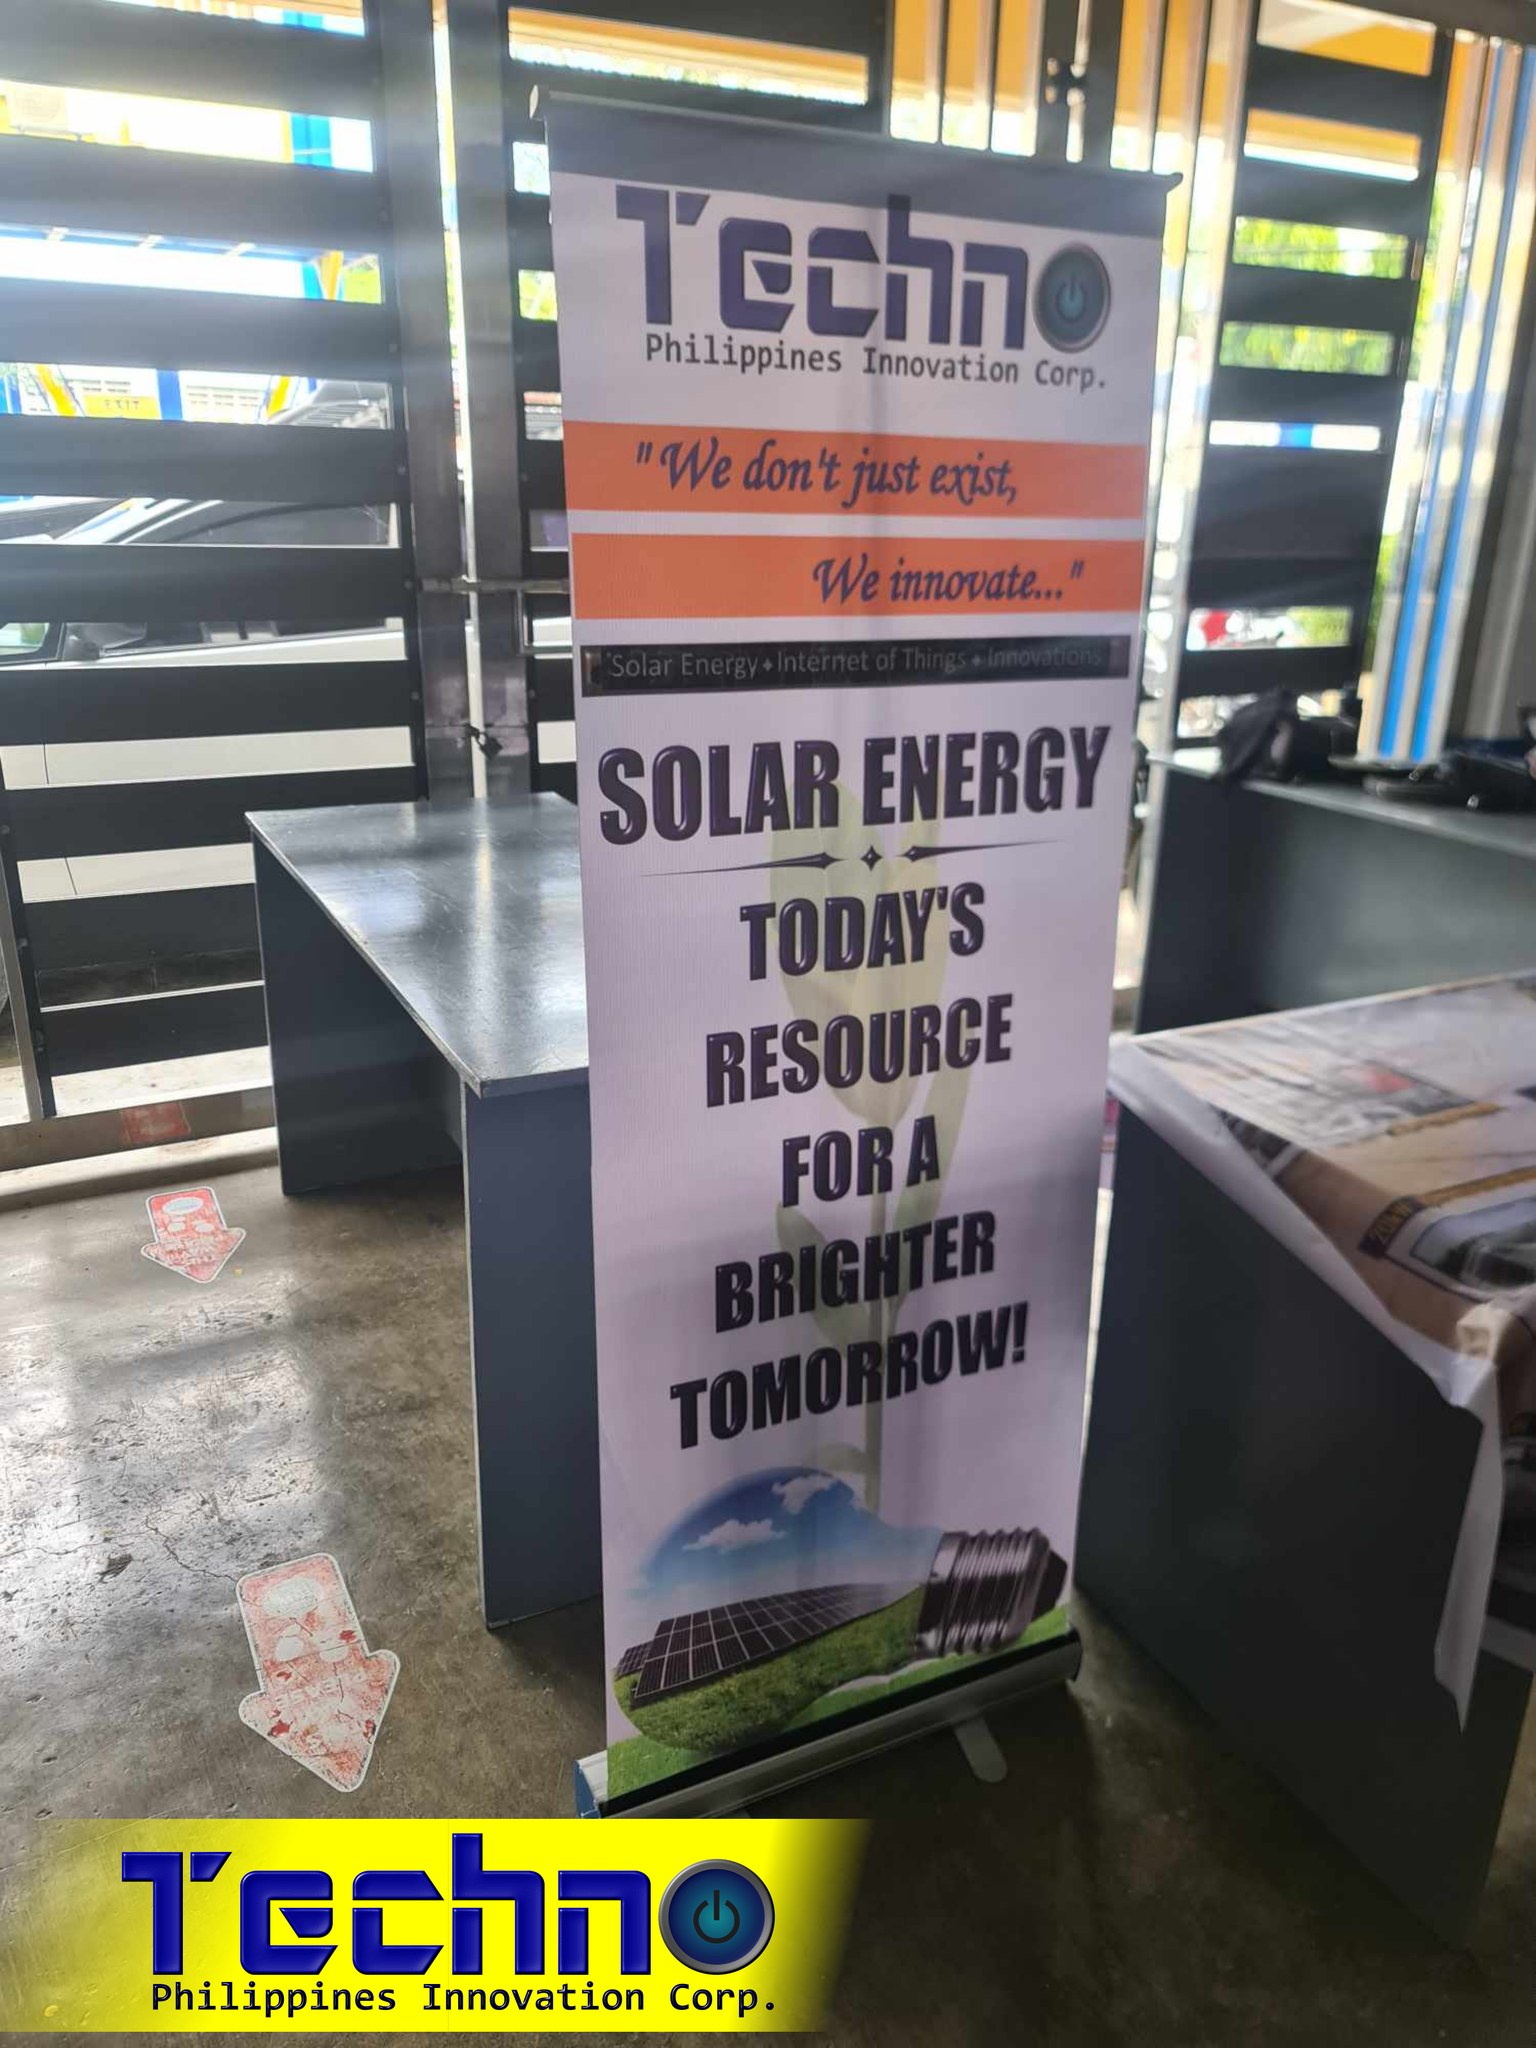 Techno
Philippines Innovation Corp.
"We don't just exist,
We innovate..."
Solar Energy Internet of Things Innovations
SOLAR ENERGY
TODAY'S
RESOURCE
FOR A
BRIGHTER
TOMORROW!
EXIT
Techno
Philippines Innovation Corp.